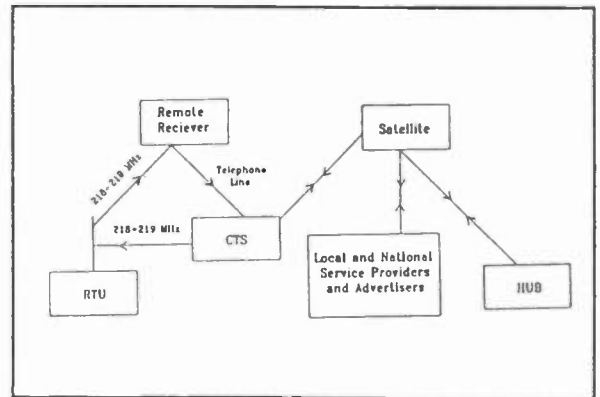 Remote
Reciever
Satellite
218-218 MHz
Telephone
Line
218-219 MHz
CTS
RTU
Local and National
Service Providers
and Advertisers
HUB